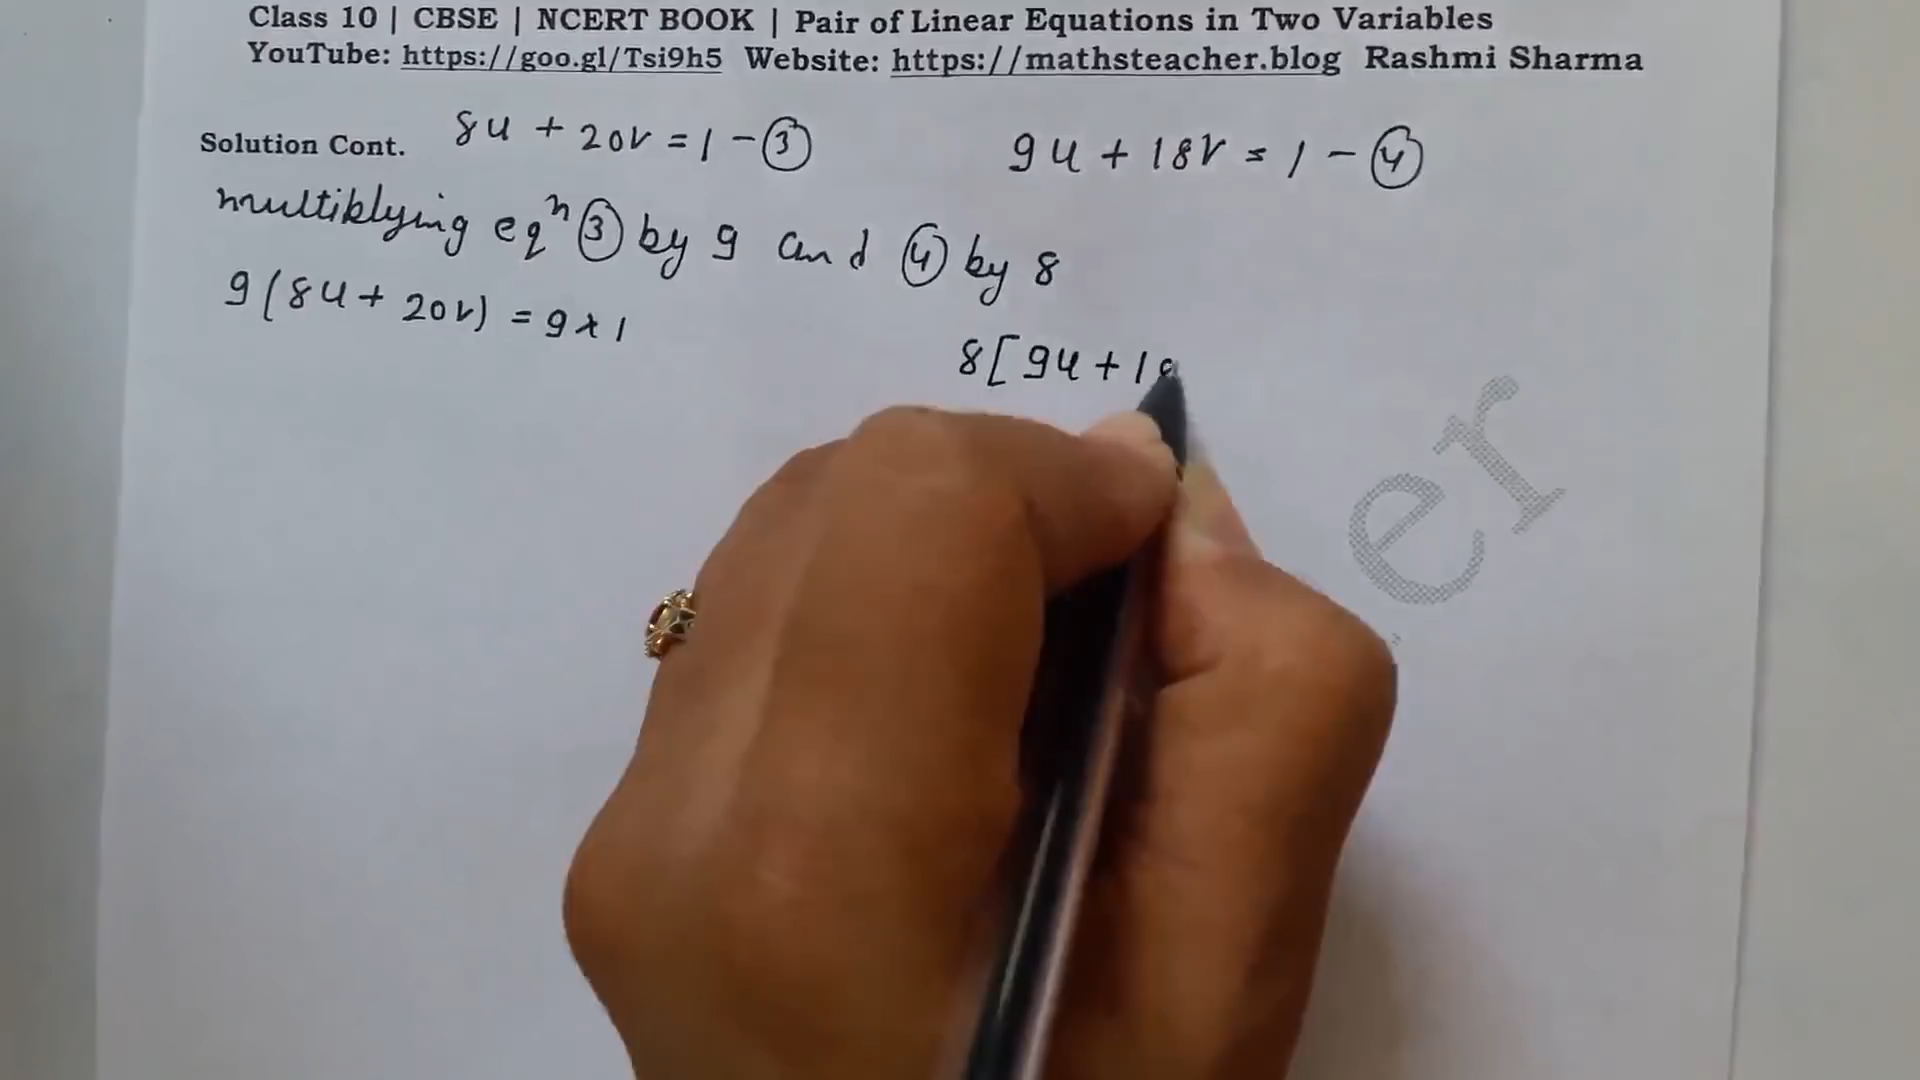 Class 10 | CBSE | NCERT BOOK | Pair of Linear Equations in Two Variables
YouTube: https://goo.gl/Tsi9h5 Website: https://mathsteacher.blog Rashmi Sharma
Solution Cont. 8u + 20v = 1 - ③ 9u + 18v = 1 - ④
multiplying eqⁿ ③ by 9 and ④ by 8
9(8u + 20v) = 9 × 1
8[9u + 1
er